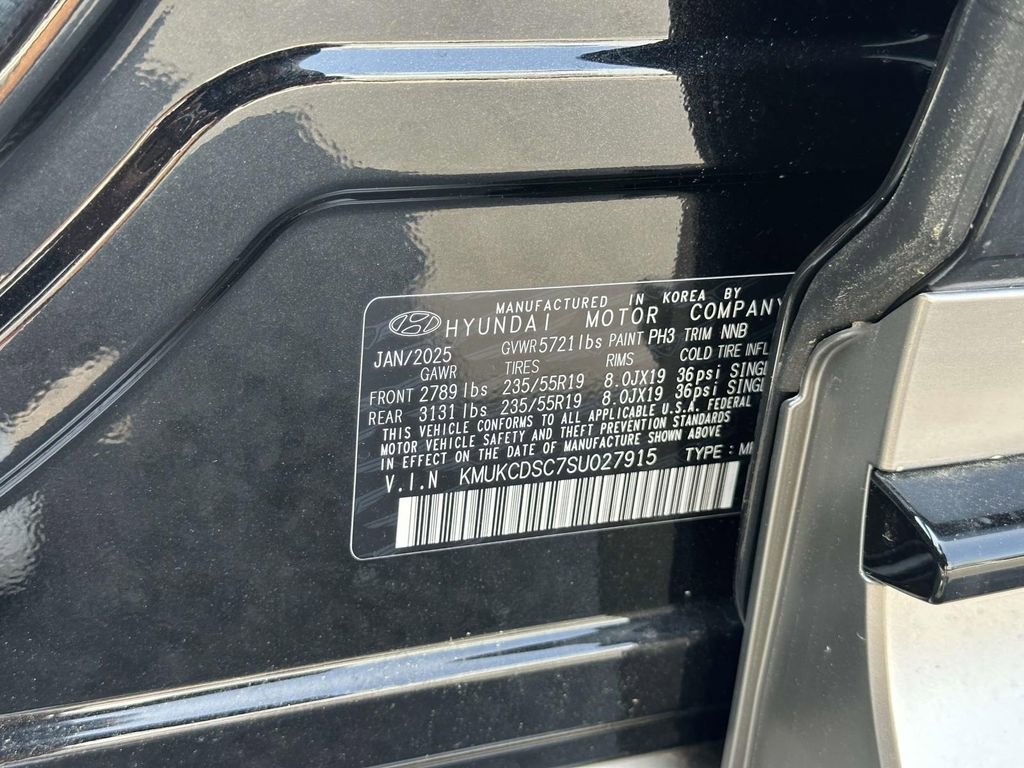 MANUFACTURED IN KOREA BY
HYUNDAI MOTOR COMPANY
JAN/2025 GVWR 5721 lbs PAINT PH3 TRIM NNB
GAWR TIRES RIMS COLD TIRE INFL
FRONT 2789 lbs 235/55R19 8.0JX19 36psi SINGL
REAR 3131 lbs 235/55R19 8.0JX19 36psi SINGL
THIS VEHICLE CONFORMS TO ALL APPLICABLE U.S.A. FEDERAL
MOTOR VEHICLE SAFETY AND THEFT PREVENTION STANDARDS
IN EFFECT ON THE DATE OF MANUFACTURE SHOWN ABOVE
V.I.N KMUKCDSC7SU027915 TYPE : MP